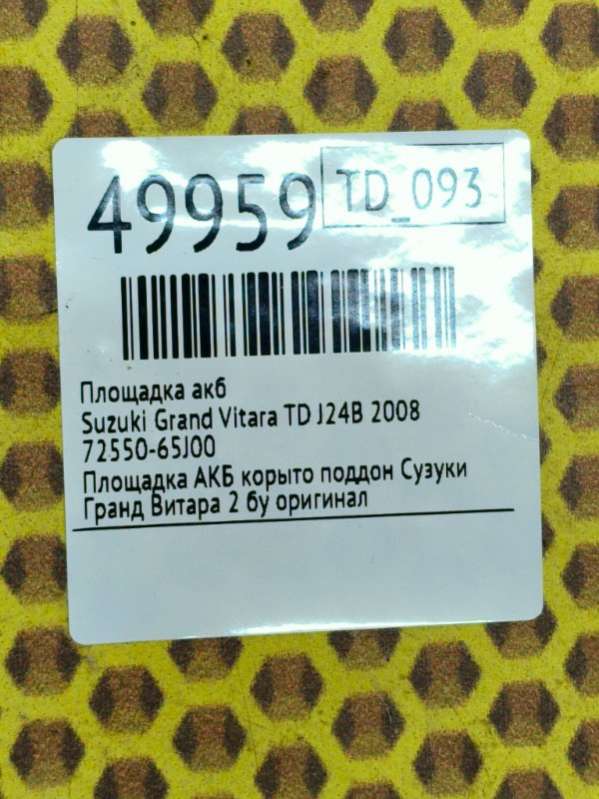 49959 TD_093
Площадка акб
Suzuki Grand Vitara TD J24B 2008
72550-65J00
Площадка АКБ корыто поддон Сузуки
Гранд Витара 2 бу оригинал